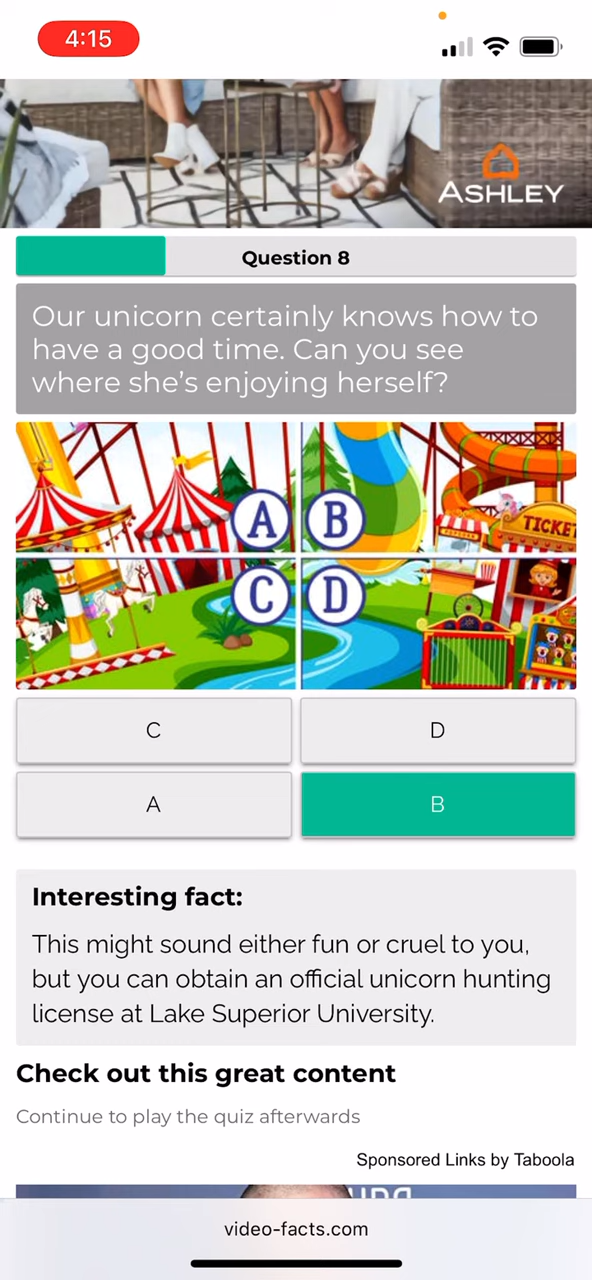 4:15
ASHLEY
Question 8
Our unicorn certainly knows how to
have a good time. Can you see
where she's enjoying herself?
A
B
POPCORN
TICKET
C
D
C
D
A
B
Interesting fact:
This might sound either fun or cruel to you,
but you can obtain an official unicorn hunting
license at Lake Superior University.
Check out this great content
Continue to play the quiz afterwards
Sponsored Links by Taboola
video-facts.com